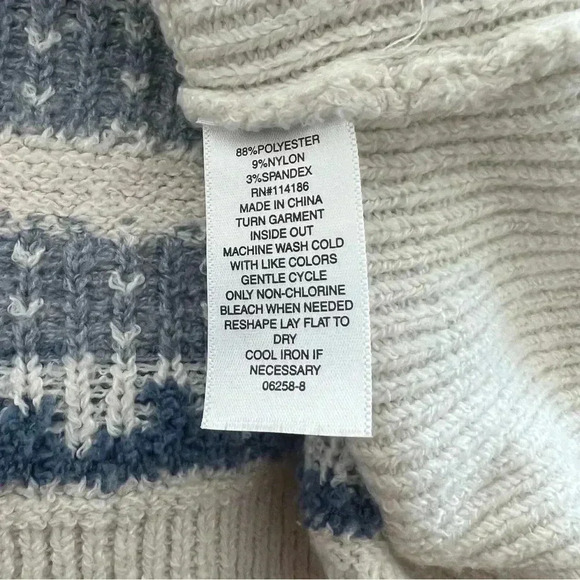 88%POLYESTER
9%NYLON
3%SPANDEX
RN#114186
MADE IN CHINA
TURN GARMENT
INSIDE OUT
MACHINE WASH COLD
WITH LIKE COLORS
GENTLE CYCLE
ONLY NON-CHLORINE
BLEACH WHEN NEEDED
RESHAPE LAY FLAT TO
DRY
COOL IRON IF
NECESSARY
06258-8